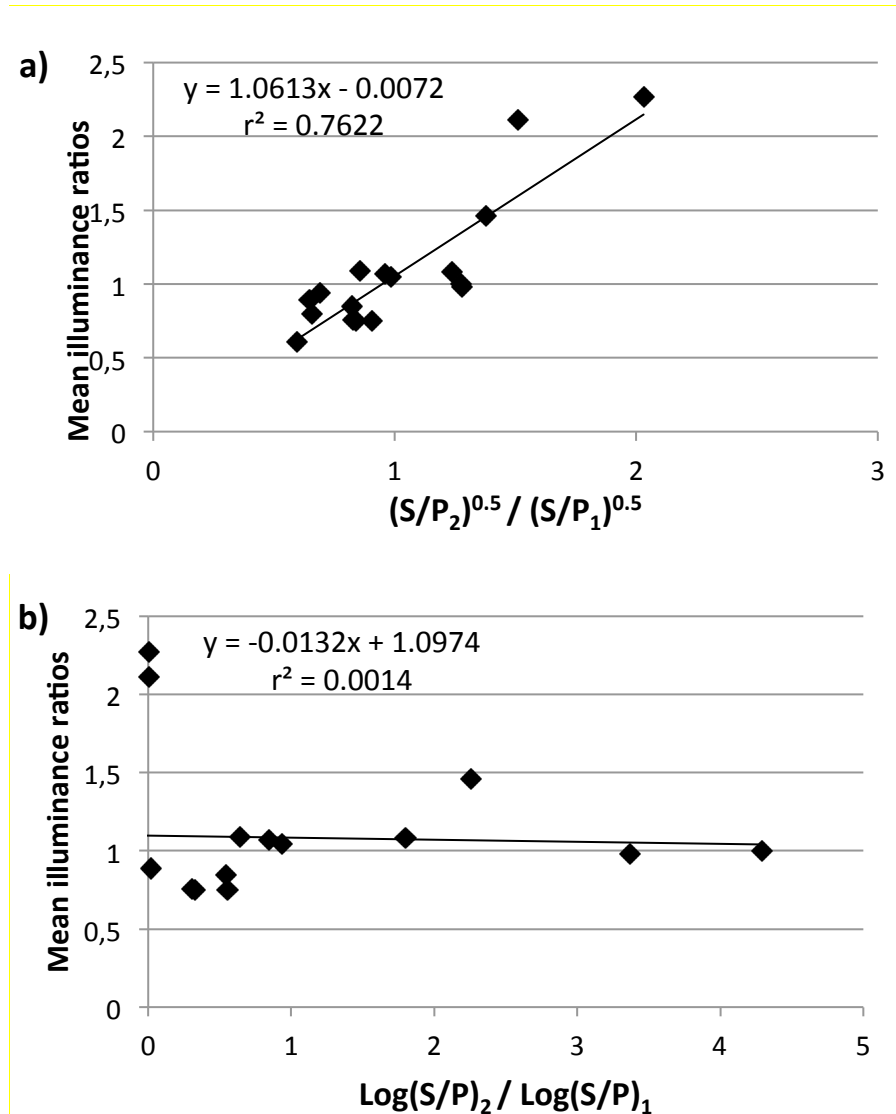 a)
y = 1.0613x - 0.0072
r² = 0.7622
Mean illuminance ratios
2,5
2
1,5
1
0,5
0
0 1 2 3
(S/P₂)^0.5 / (S/P₁)^0.5
b)
y = -0.0132x + 1.0974
r² = 0.0014
Mean illuminance ratios
2,5
2
1,5
1
0,5
0
0 1 2 3 4 5
Log(S/P)₂ / Log(S/P)₁